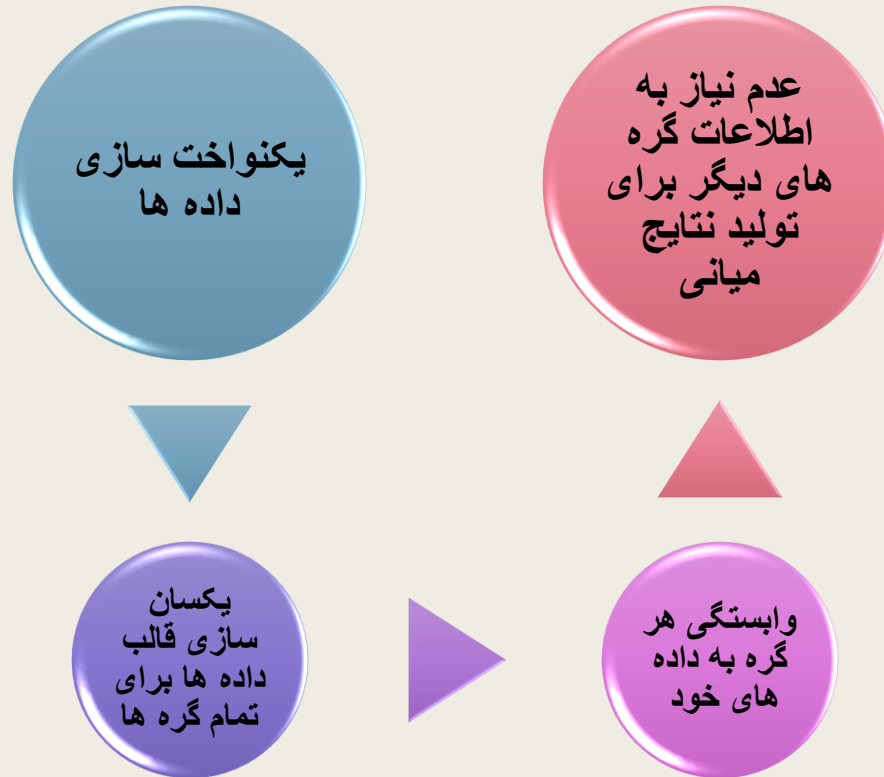 یکنواخت سازی
داده ها
یکسان
سازی قالب
داده ها برای
تمام گره ها
وابستگی هر
گره به داده
های خود
عدم نیاز به
اطلاعات گره
های دیگر برای
تولید نتایج
میانی